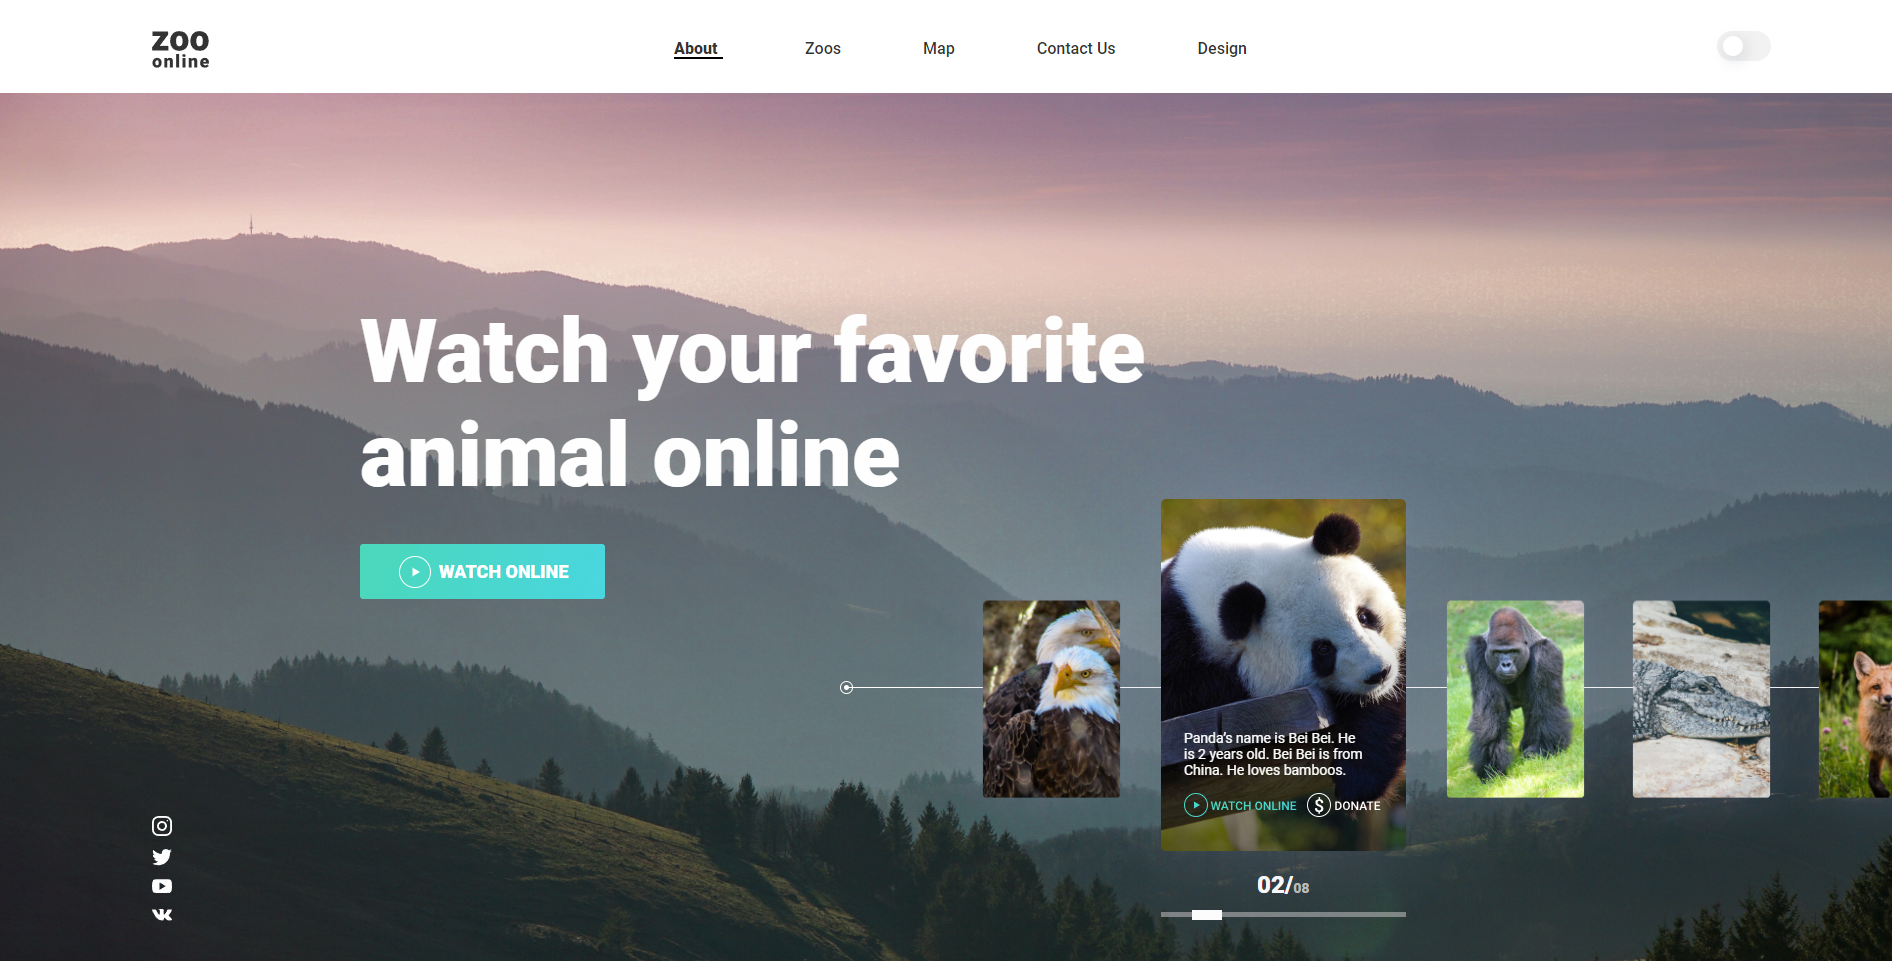 zoo
online
About
Zoos
Map
Contact Us
Design
Watch your favorite
animal online
WATCH ONLINE
Panda's name is Bei Bei. He
is 2 years old. Bei Bei is from
China. He loves bamboos.
WATCH ONLINE
$ DONATE
02/08